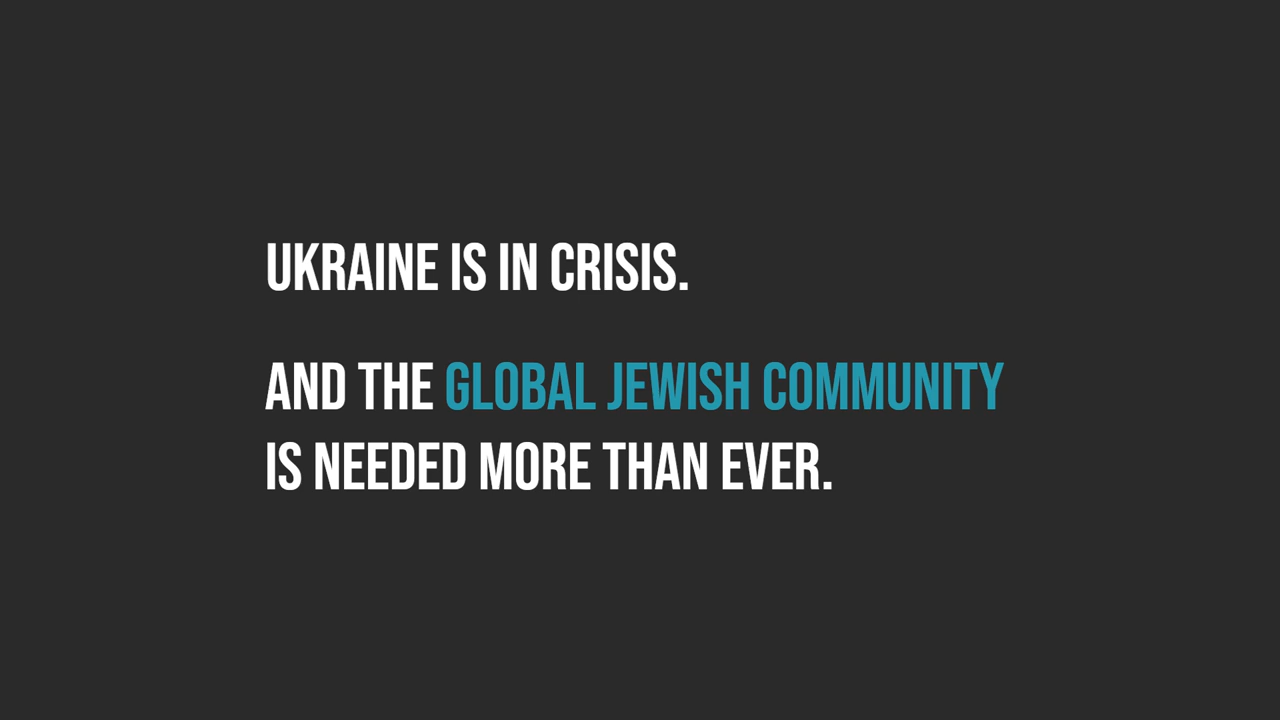 UKRAINE IS IN CRISIS.
AND THE GLOBAL JEWISH COMMUNITY
IS NEEDED MORE THAN EVER.